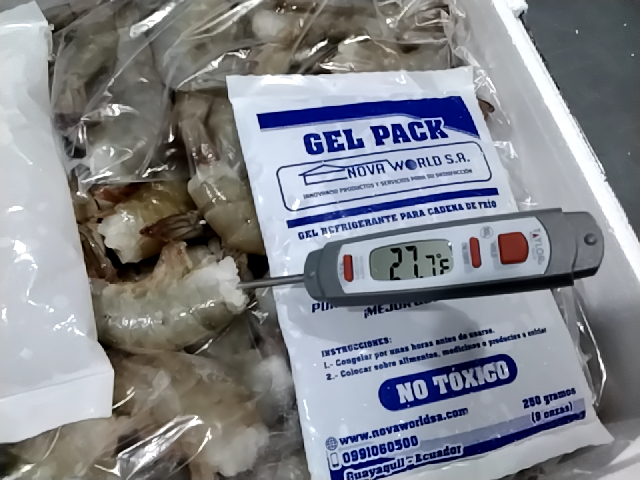 GEL PACK
NOVA WORLD S.A.
INNOVANDO PRODUCTOS Y SERVICIOS PARA SU SATISFACCIÓN
GEL REFRIGERANTE PARA CADENA DE FRÍO
27.7°F
TAYLOR
¡MEJOR
INSTRUCCIONES:
1.- Congelar por unas horas antes de usarse.
2.- Colocar sobre alimentos, medicinas o productos a enfriar
NO TÓXICO
250 gramos
(9 onzas)
www.novaworldsa.com
0991060500
Guayaquil - Ecuador